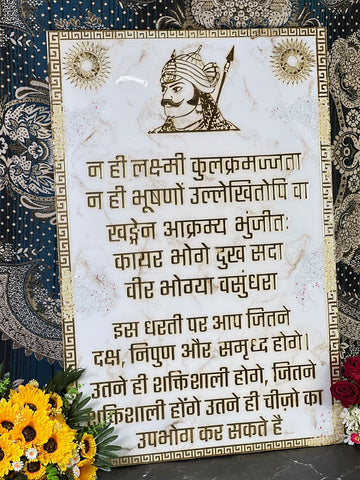 न ही लक्ष्मी कुलक्रमज्जता
न ही भूषणों उल्लेखितोपि वा
खड्गेन आक्रम्य भुंजीतः
कायर भोगे दुख सदा
वीर भोग्या वसुंधरा
इस धरती पर आप जितने
दक्ष, निपुण और समृध्द होगे।
उतने ही शक्तिशाली होगे, जितने
शक्तिशाली होंगे उतने ही चीजो का
उपभोग कर सकते है